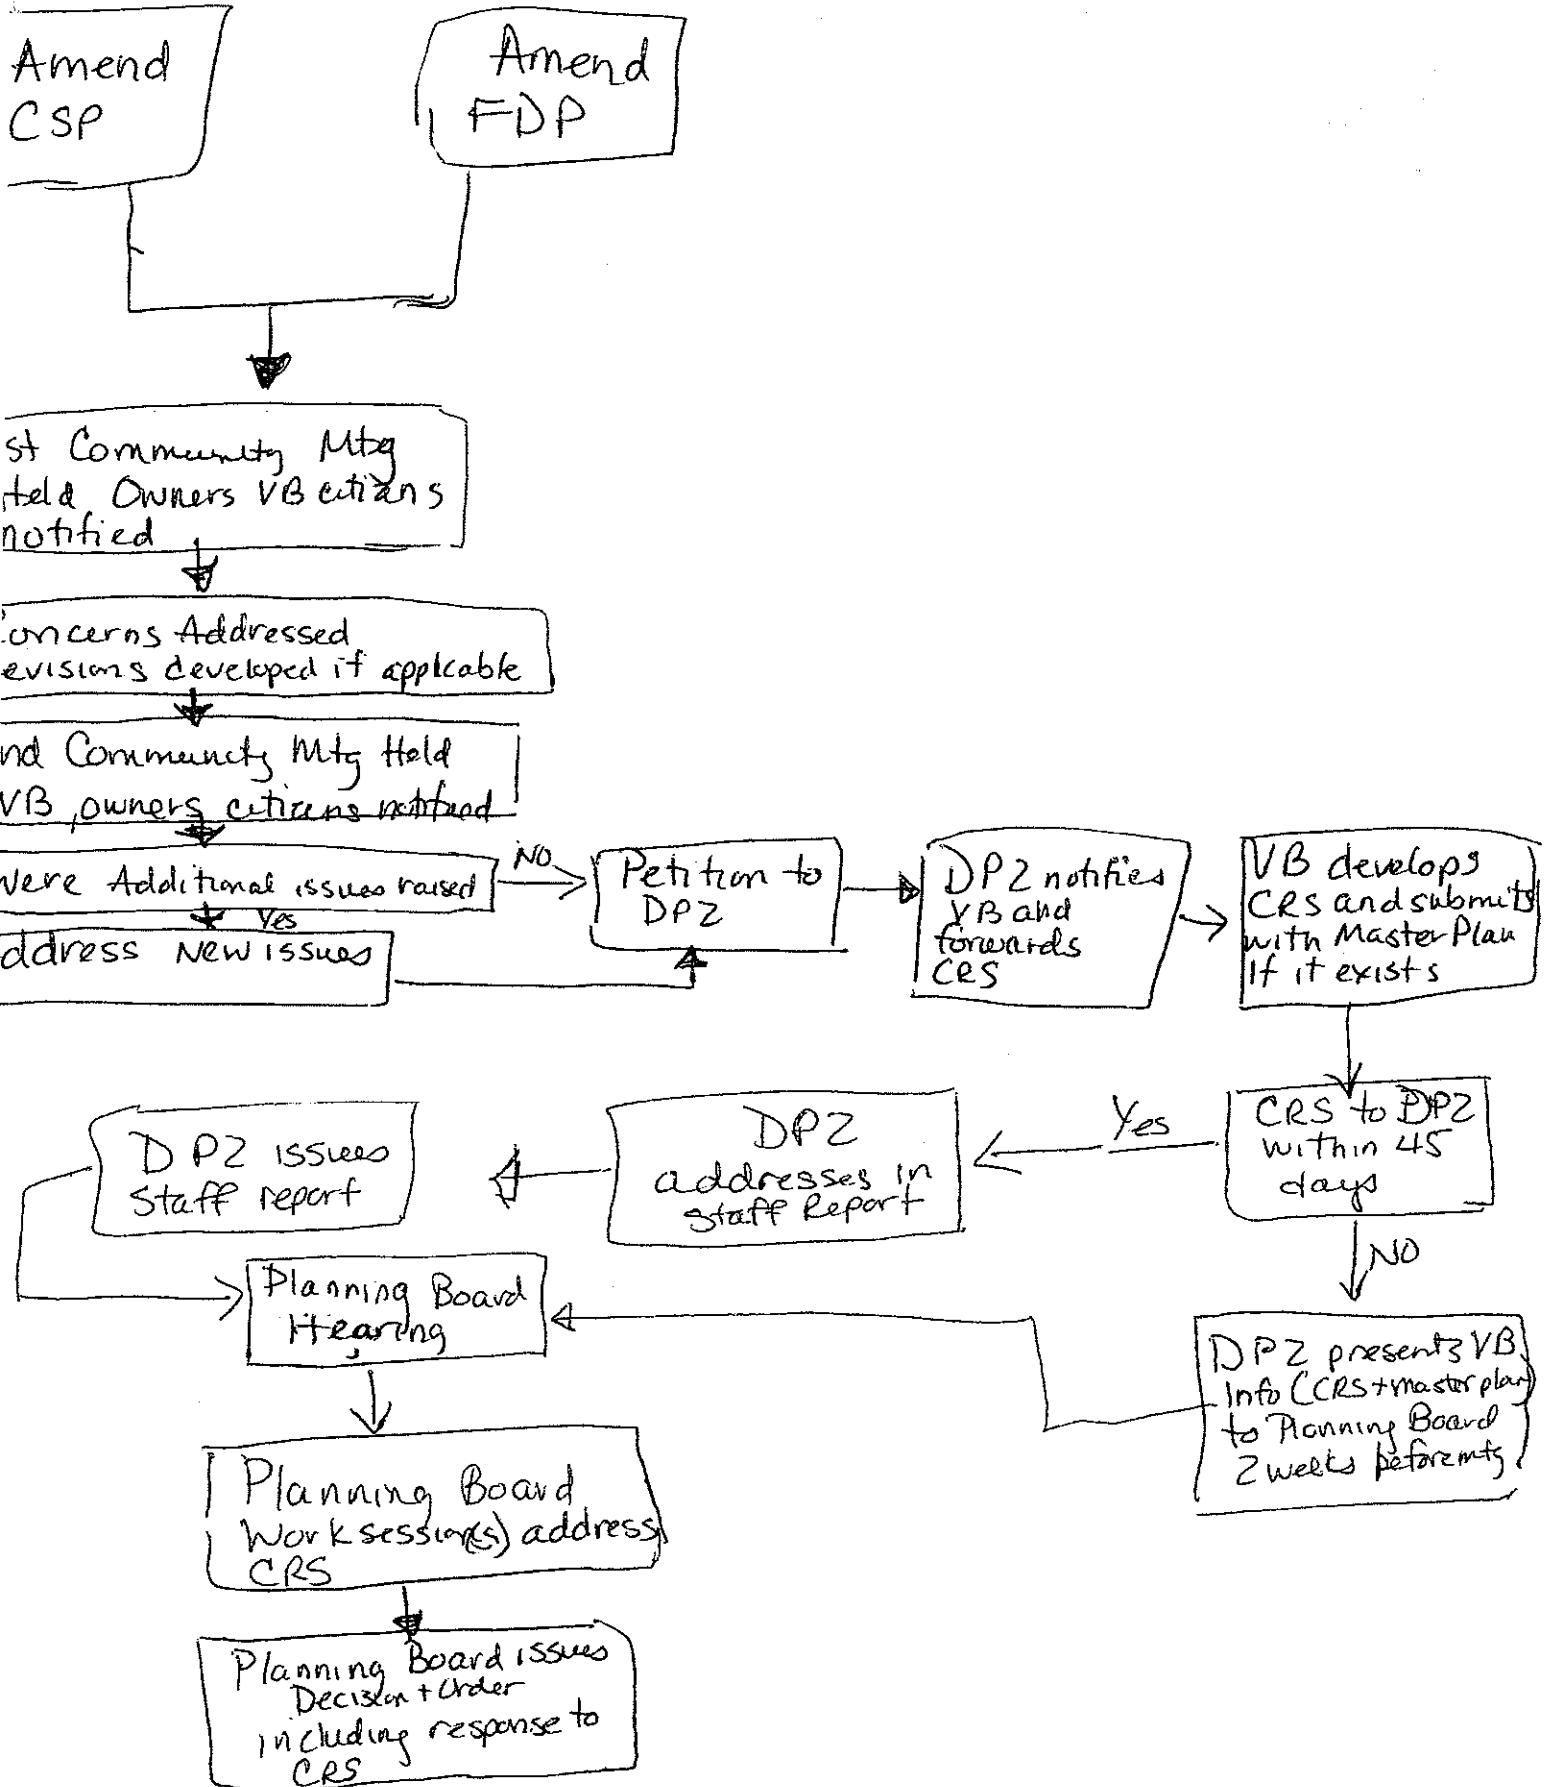 Amend
CSP
Amend
FDP
st Community Mtg
Held Owners VB citizans
notified
concerns Addressed
evisions developed if applcable
nd Community Mtg Held
VB, owners citizens notified
Were Additional issues raised
NO
Yes
ddress New issues
Petition to
DPZ
DPZ notifies
VB and
forwards
CRS
VB develops
CRS and submits
with Master Plan
If it exists
CRS to DPZ
within 45
days
Yes
NO
DPZ
addresses in
Staff Report
DPZ issues
Staff report
Planning Board
Hearing
DPZ presents VB
Info (CRS + master plan)
to Planning Board
2 weeks before mtg
Planning Board
Work session(s) address
CRS
Planning Board issues
Decision + Order
including response to
CRS